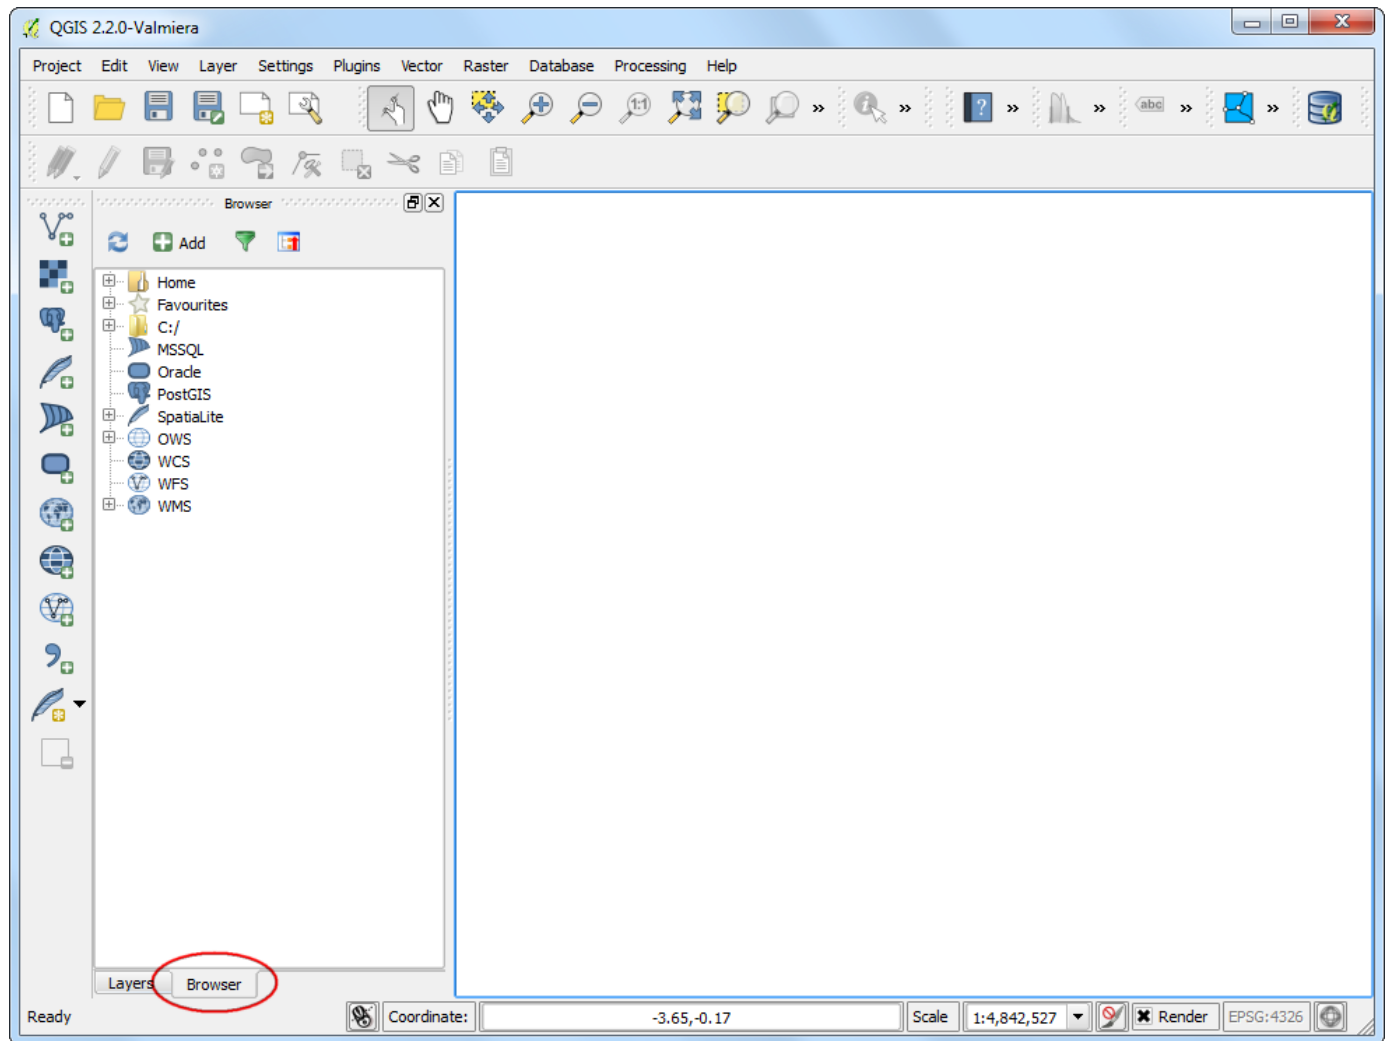 QGIS 2.2.0-Valmiera
Project Edit View Layer Settings Plugins Vector Raster Database Processing Help
1:1 » » ? » » abc » »
Browser
Add
Home
Favourites
C:/
MSSQL
Oracle
PostGIS
SpatiaLite
OWS
WCS
WFS
WMS
Layers Browser
Ready Coordinate: -3.65,-0.17 Scale 1:4,842,527 Render EPSG:4326